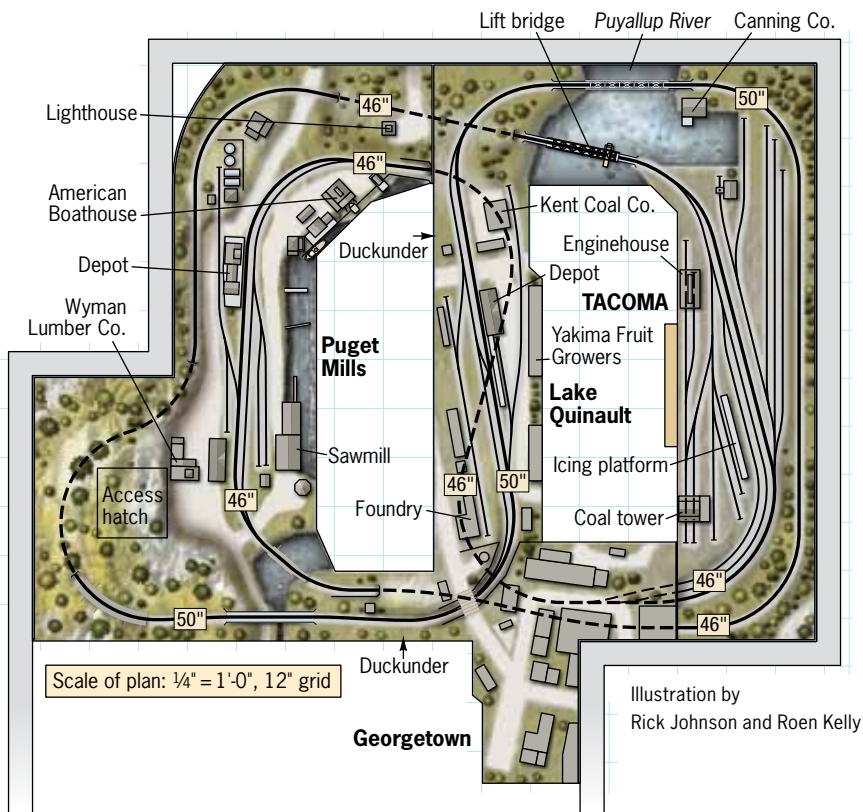 Lift bridge
Puyallup River
Canning Co.
Lighthouse
46"
50"
American
Boathouse
46"
Kent Coal Co.
Duckunder
Enginehouse
Depot
Depot
TACOMA
Wyman
Lumber Co.
Puget
Mills
Yakima Fruit
Growers
Lake
Quinault
Sawmill
Icing platform
Access
hatch
46"
Foundry
46"
50"
Coal tower
46"
50"
46"
Duckunder
Scale of plan: ¼" = 1'-0", 12" grid
Illustration by
Rick Johnson and Roen Kelly
Georgetown